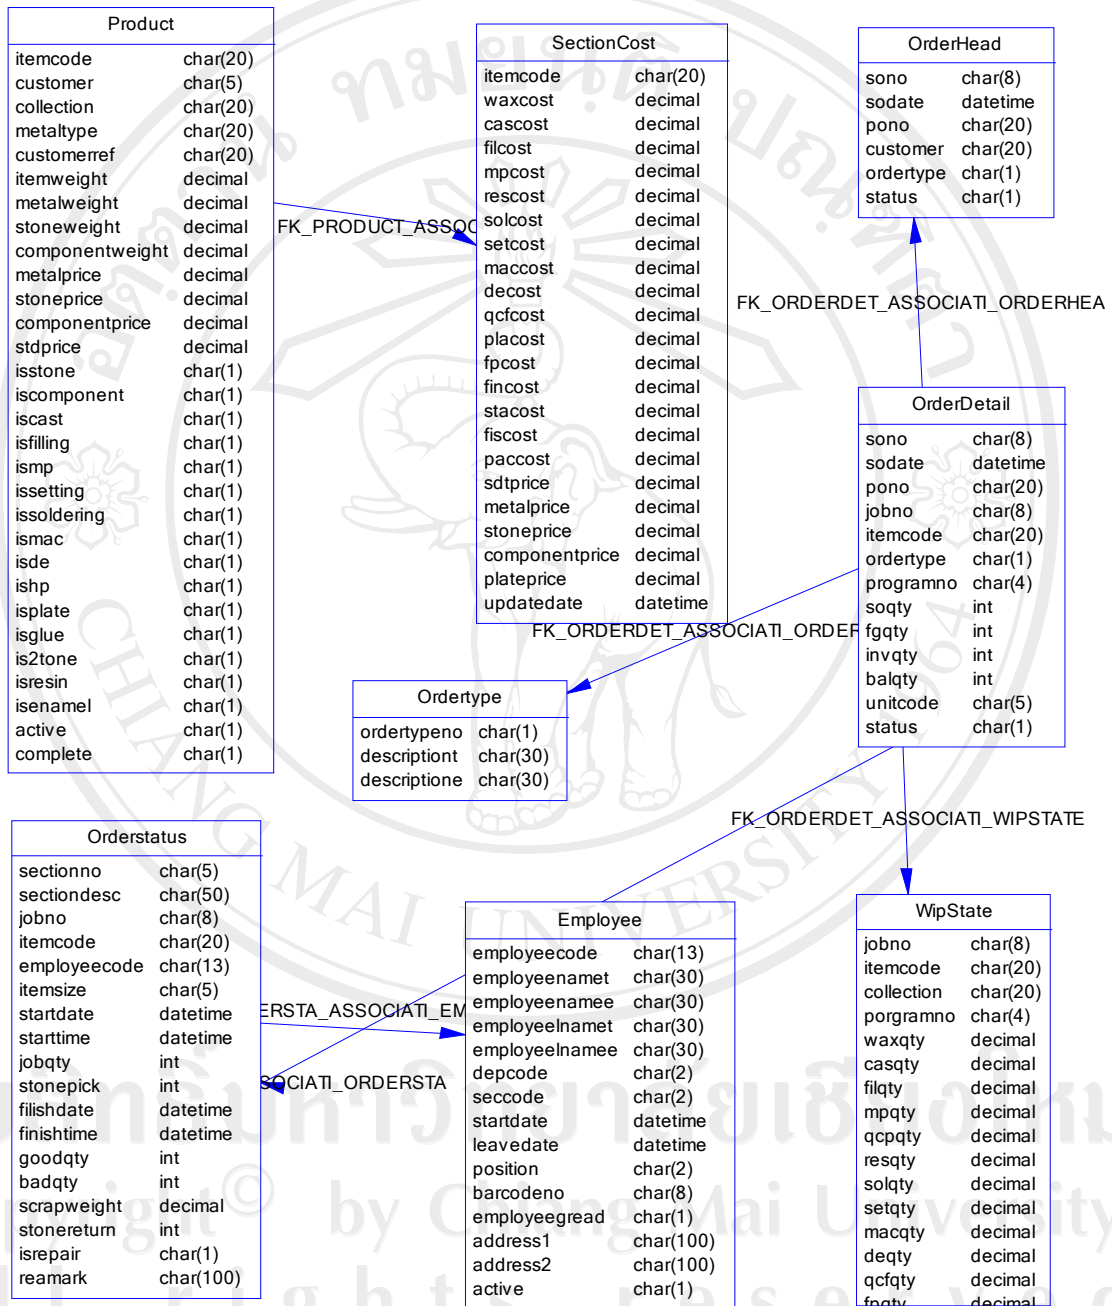 Product
itemcode char(20)
customer char(5)
collection char(20)
metaltype char(20)
customerref char(20)
itemweight decimal
metalweight decimal
stoneweight decimal
componentweight decimal
metalprice decimal
stoneprice decimal
componentprice decimal
stdprice decimal
isstone char(1)
iscomponent char(1)
iscast char(1)
isfilling char(1)
ismp char(1)
issetting char(1)
issoldering char(1)
ismac char(1)
isde char(1)
ishp char(1)
isplate char(1)
isglue char(1)
is2tone char(1)
isresin char(1)
isenamel char(1)
active char(1)
complete char(1)
FK_PRODUCT_ASSOC
SectionCost
itemcode char(20)
waxcost decimal
cascost decimal
filcost decimal
mpcost decimal
rescost decimal
solcost decimal
setcost decimal
maccost decimal
decost decimal
qcfcost decimal
placost decimal
fpcost decimal
fincost decimal
stacost decimal
fiscost decimal
paccost decimal
sdtprice decimal
metalprice decimal
stoneprice decimal
componentprice decimal
plateprice decimal
updatedate datetime
OrderHead
sono char(8)
sodate datetime
pono char(20)
customer char(20)
ordertype char(1)
status char(1)
FK_ORDERDET_ASSOCIATI_ORDERHEA
OrderDetail
sono char(8)
sodate datetime
pono char(20)
jobno char(8)
itemcode char(20)
ordertype char(1)
programno char(4)
soqty int
fgqty int
invqty int
balqty int
unitcode char(5)
status char(1)
FK_ORDERDET_ASSOCIATI_ORDER
Ordertype
ordertypeno char(1)
descriptiont char(30)
descriptione char(30)
FK_ORDERDET_ASSOCIATI_WIPSTATE
Orderstatus
sectionno char(5)
sectiondesc char(50)
jobno char(8)
itemcode char(20)
employeecode char(13)
itemsize char(5)
startdate datetime
starttime datetime
jobqty int
stonepick int
filishdate datetime
finishtime datetime
goodqty int
badqty int
scrapweight decimal
stonereturn int
isrepair char(1)
reamark char(100)
ERSTA_ASSOCIATI_EM
SOCIATI_ORDERSTA
Employee
employeecode char(13)
employeenamet char(30)
employeenamee char(30)
employeelnamet char(30)
employeelnamee char(30)
depcode char(2)
seccode char(2)
startdate datetime
leavedate datetime
position char(2)
barcodeno char(8)
employeegread char(1)
address1 char(100)
address2 char(100)
active char(1)
WipState
jobno char(8)
itemcode char(20)
collection char(20)
porgramno char(4)
waxqty decimal
casqty decimal
filqty decimal
mpqty decimal
qcpqty decimal
resqty decimal
solqty decimal
setqty decimal
macqty decimal
deqty decimal
qcfqty decimal
fpqty decimal
CHIANG MAI UNIVERSITY 1964
© by Chiang Mai University